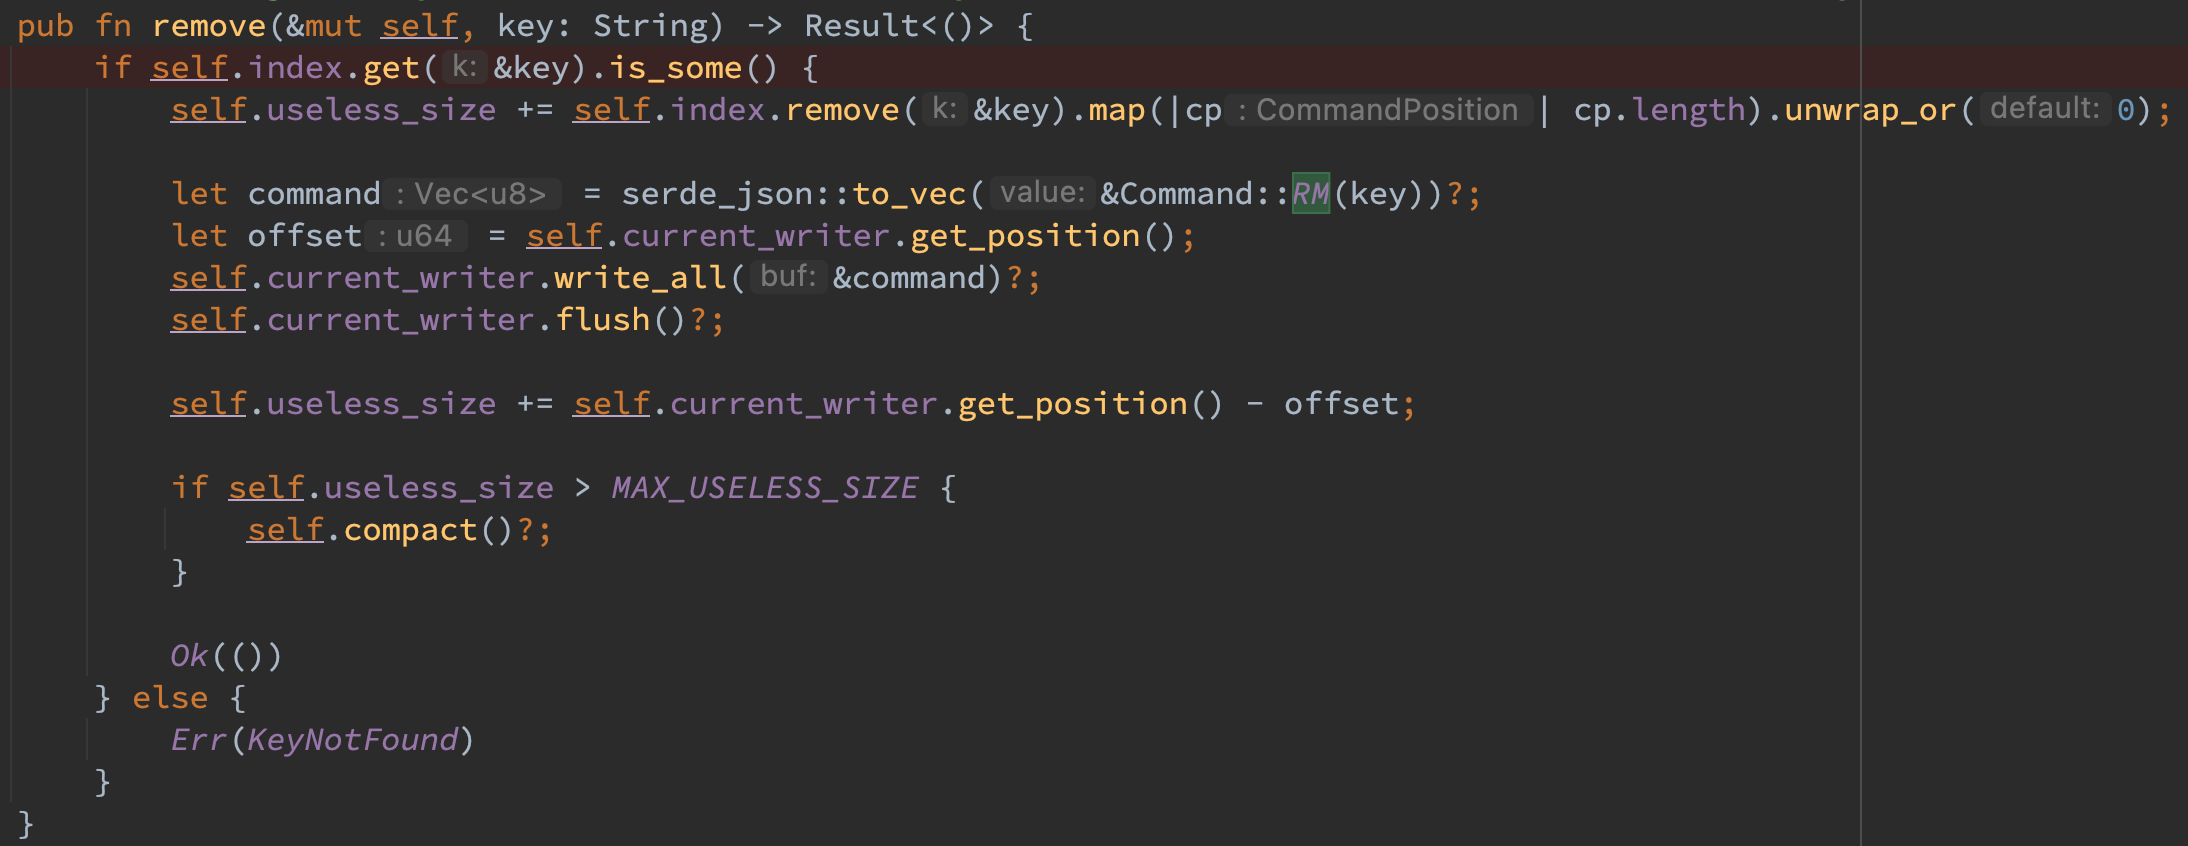 pub fn remove(&mut self, key: String) -> Result<()> {
    if self.index.get( k: &key).is_some() {
        self.useless_size += self.index.remove( k: &key).map(|cp : CommandPosition | cp.length).unwrap_or( default: 0);

        let command : Vec<u8> = serde_json::to_vec( value: &Command::RM(key))?;
        let offset : u64 = self.current_writer.get_position();
        self.current_writer.write_all( buf: &command)?;
        self.current_writer.flush()?;

        self.useless_size += self.current_writer.get_position() - offset;

        if self.useless_size > MAX_USELESS_SIZE {
            self.compact()?;
        }

        Ok(())
    } else {
        Err(KeyNotFound)
    }
}